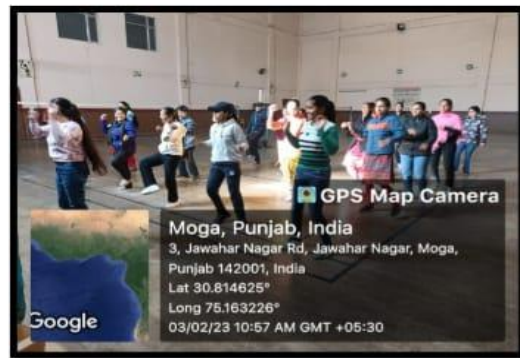 GPS Map Camera
Moga, Punjab, India
3, Jawahar Nagar Rd, Jawahar Nagar, Moga,
Punjab 142001, India
Lat 30.814625°
Long 75.163226°
03/02/23 10:57 AM GMT +05:30
Google